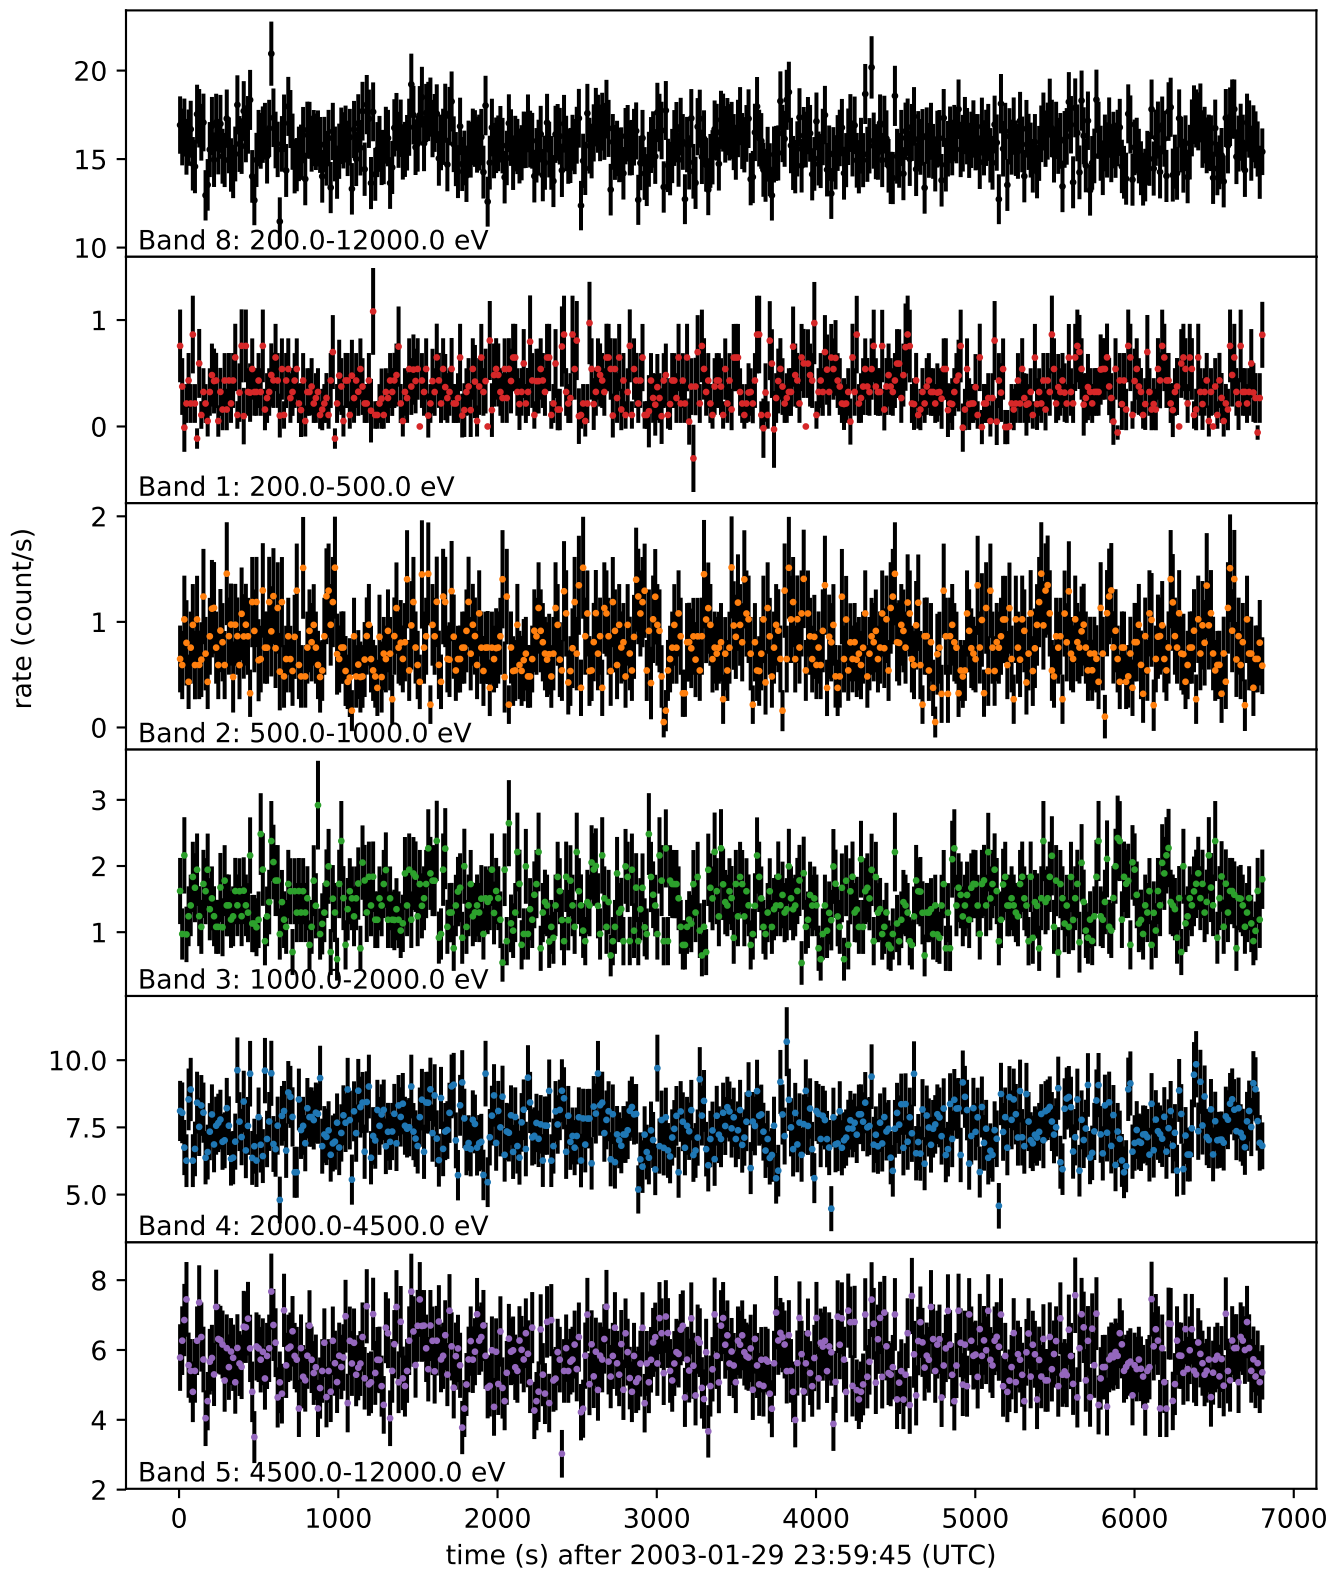 20
15
10
Band 8: 200.0-12000.0 eV
1
0
Band 1: 200.0-500.0 eV
2
1
0
Band 2: 500.0-1000.0 eV
rate (count/s)
3
2
1
Band 3: 1000.0-2000.0 eV
10.0
7.5
5.0
Band 4: 2000.0-4500.0 eV
8
6
4
2
Band 5: 4500.0-12000.0 eV
0 1000 2000 3000 4000 5000 6000 7000
time (s) after 2003-01-29 23:59:45 (UTC)